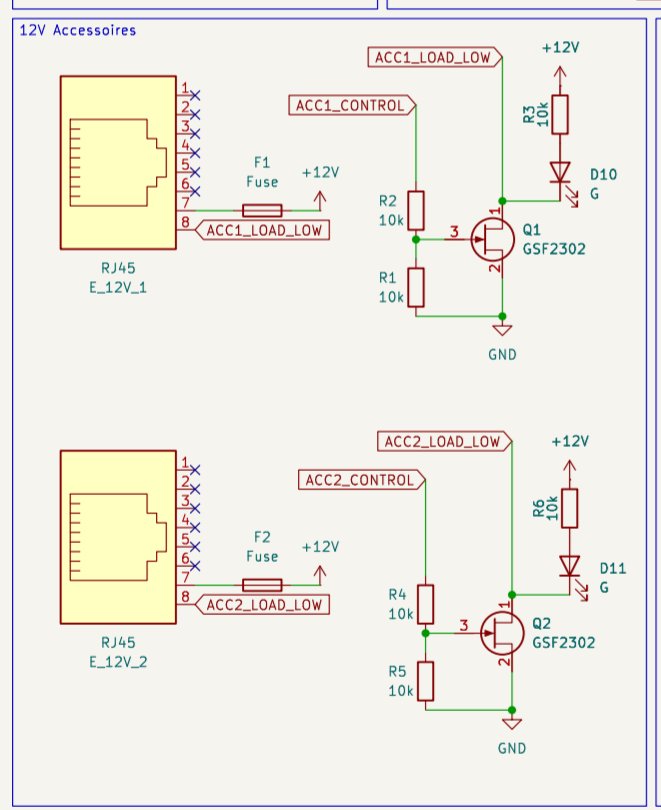 12V Accessoires
ACC1_LOAD_LOW
+12V
ACC1_CONTROL
R3
10k
1
2
3
4
5
6
7
8
F1
Fuse
+12V
ACC1_LOAD_LOW
RJ45
E_12V_1
D10
G
R2
10k
1
3
2
Q1
GSF2302
R1
10k
GND
ACC2_LOAD_LOW
+12V
ACC2_CONTROL
R6
10k
1
2
3
4
5
6
7
8
F2
Fuse
+12V
ACC2_LOAD_LOW
RJ45
E_12V_2
D11
G
R4
10k
1
3
2
Q2
GSF2302
R5
10k
GND